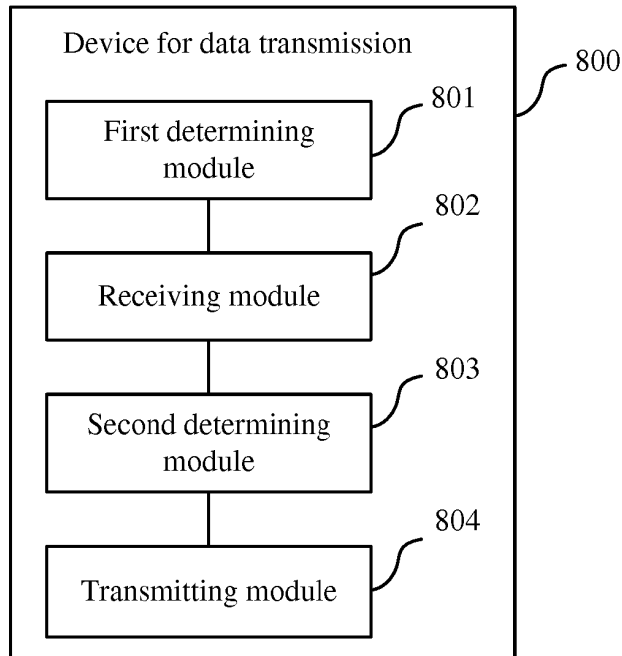 Device for data transmission
800
801
First determining
module
802
Receiving module
803
Second determining
module
804
Transmitting module